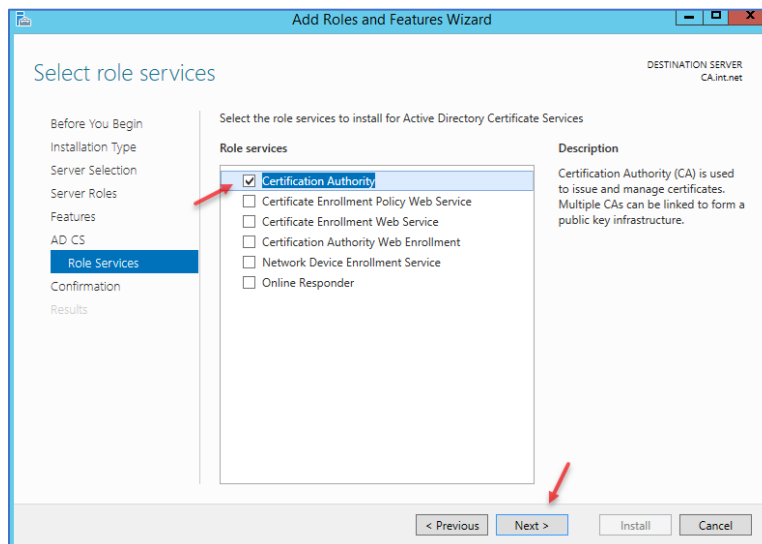 Add Roles and Features Wizard
Select role services
DESTINATION SERVER
CA.int.net
Before You Begin
Installation Type
Server Selection
Server Roles
Features
AD CS
Role Services
Confirmation
Results
Select the role services to install for Active Directory Certificate Services
Role services
Certification Authority
Certificate Enrollment Policy Web Service
Certificate Enrollment Web Service
Certification Authority Web Enrollment
Network Device Enrollment Service
Online Responder
Description
Certification Authority (CA) is used
to issue and manage certificates.
Multiple CAs can be linked to form a
public key infrastructure.
< Previous
Next >
Install
Cancel